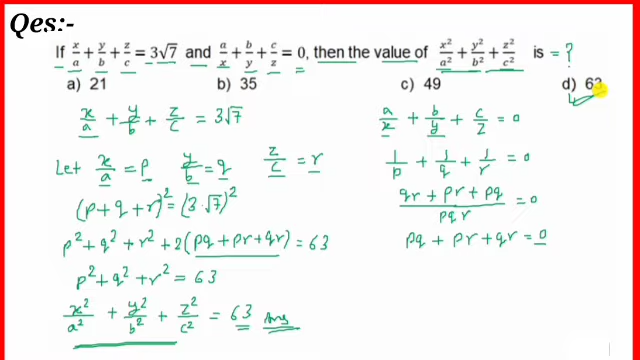 Qes:-
If x/a + y/b + z/c = 3√7 and a/x + b/y + c/z = 0, then the value of x²/a² + y²/b² + z²/c² is = ?
a) 21 b) 35 c) 49 d) 63
x/a + y/b + z/c = 3√7
Let x/a = p y/b = q z/c = r
(p + q + r)² = (3·√7)²
p² + q² + r² + 2(pq + pr + qr) = 63
p² + q² + r² = 63
x²/a² + y²/b² + z²/c² = 63 Ans
a/x + b/y + c/z = 0
1/p + 1/q + 1/r = 0
qr + pr + pq / pqr = 0
pq + pr + qr = 0